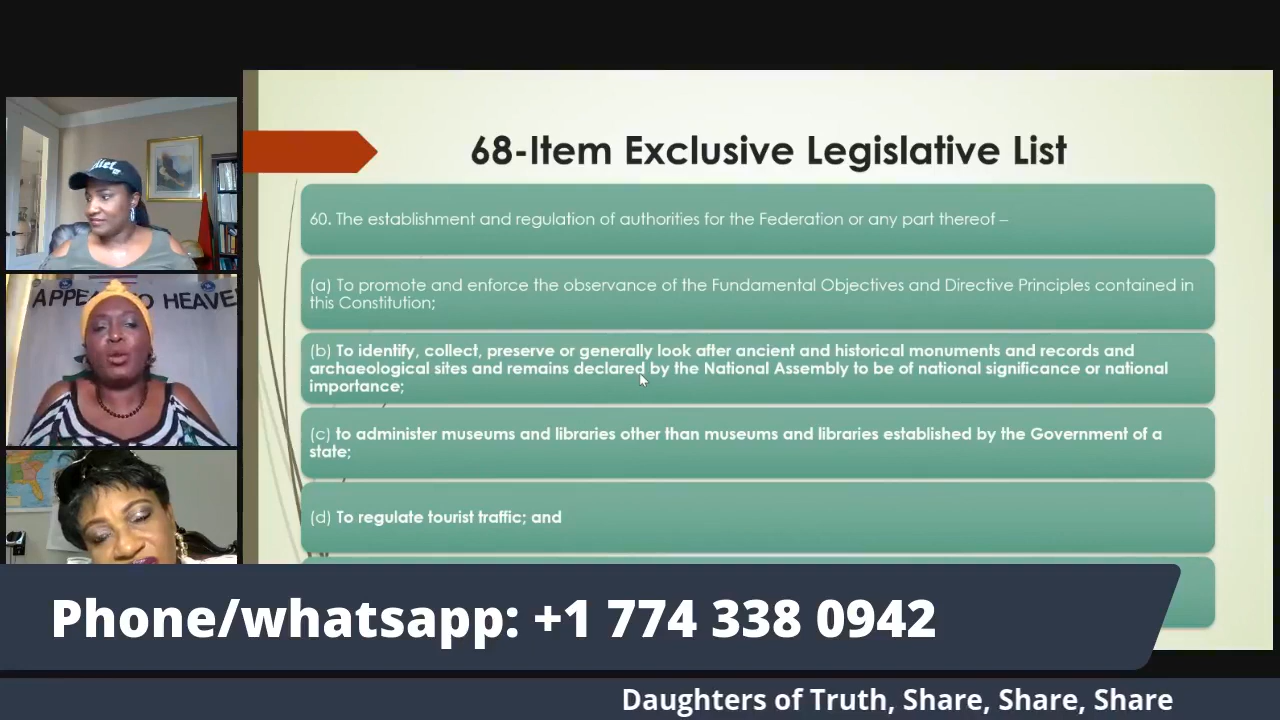 68-Item Exclusive Legislative List
60. The establishment and regulation of authorities for the Federation or any part thereof –
(a) To promote and enforce the observance of the Fundamental Objectives and Directive Principles contained in
this Constitution;
(b) To identify, collect, preserve or generally look after ancient and historical monuments and records and
archaeological sites and remains declared by the National Assembly to be of national significance or national
importance;
(c) to administer museums and libraries other than museums and libraries established by the Government of a
state;
(d) To regulate tourist traffic; and
APPEA TO HEAVE
Phone/whatsapp: +1 774 338 0942
Daughters of Truth, Share, Share, Share